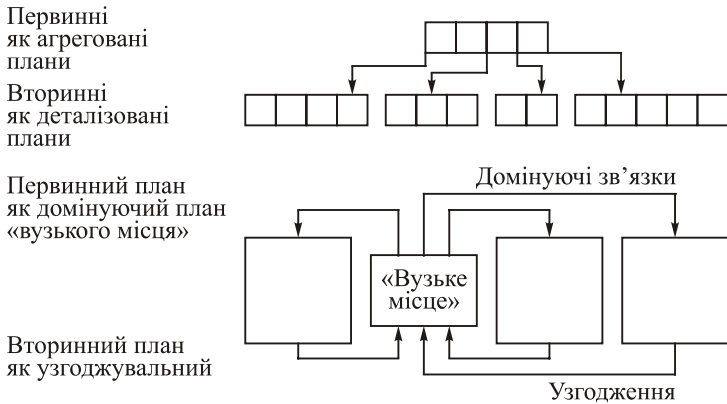 Первинні
як агреговані
плани
Вторинні
як деталізовані
плани
Первинний план
як домінуючий план
«вузького місця»
Домінуючі зв’язки
«Вузьке
місце»
Вторинний план
як узгоджувальний
Узгодження